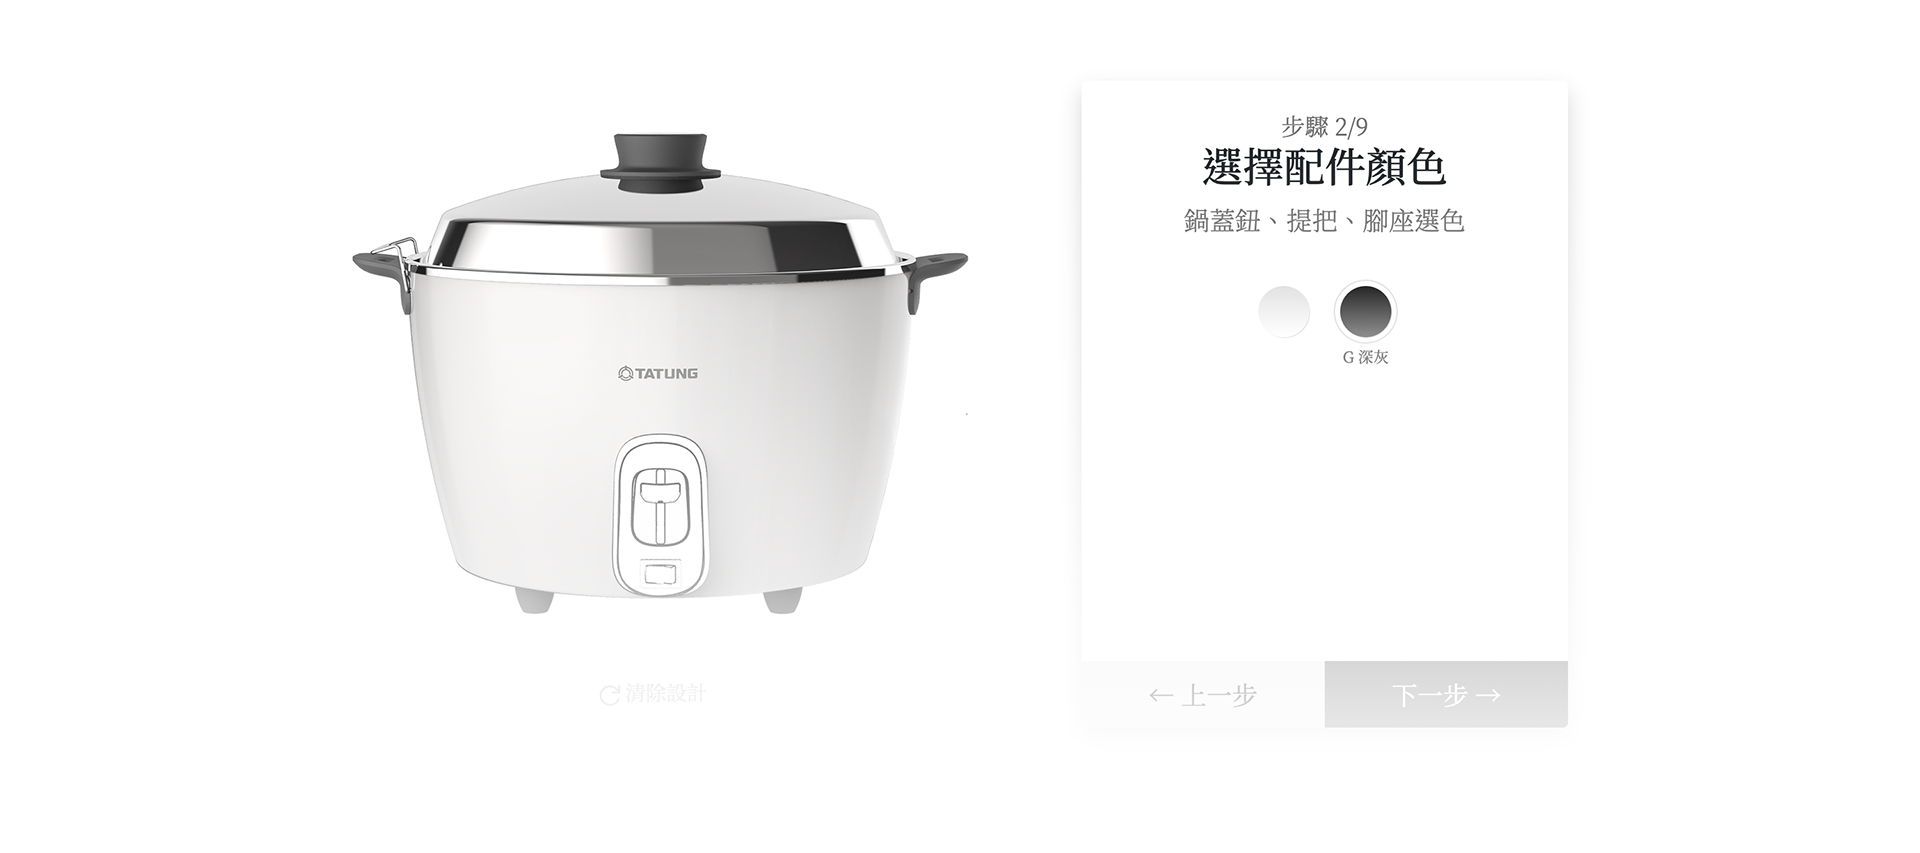 TATUNG
清除設計
步驟 2/9
選擇配件顏色
鍋蓋鈕、提把、腳座選色
G 深灰
← 上一步
下一步 →